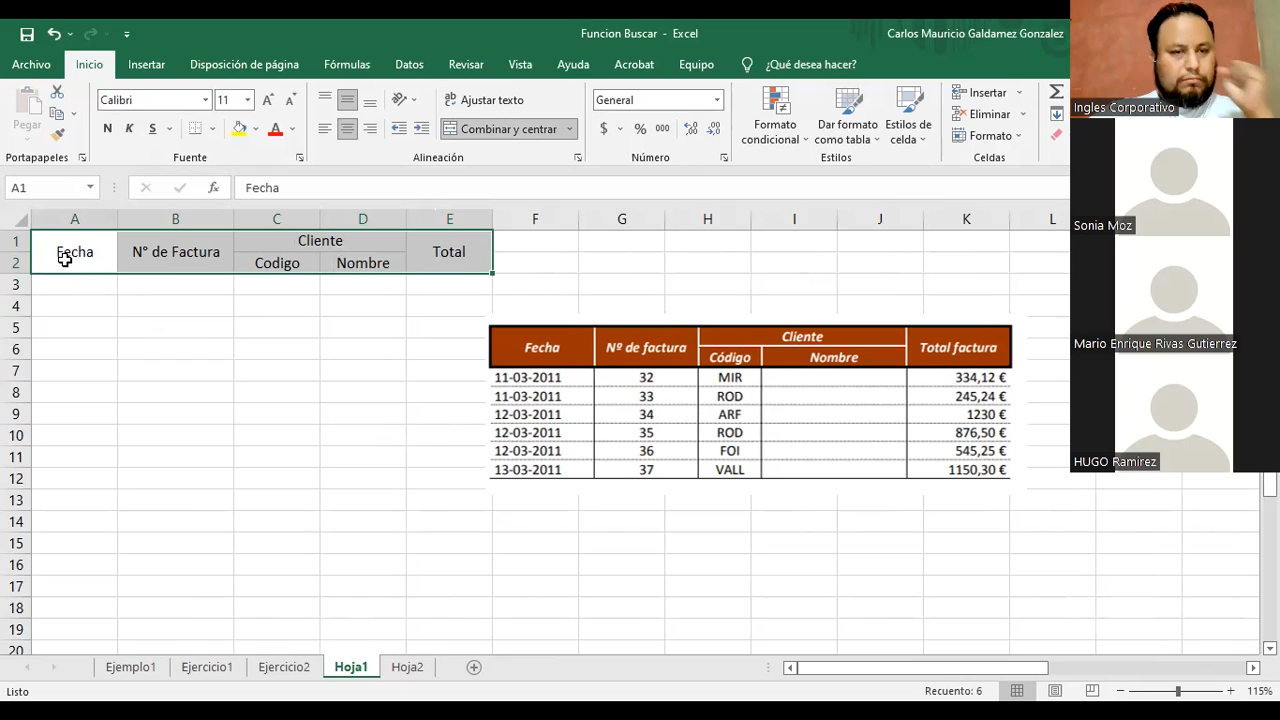 Funcion Buscar - Excel
Carlos Mauricio Galdamez Gonzalez
Archivo Inicio Insertar Disposición de página Fórmulas Datos Revisar Vista Ayuda Acrobat Equipo ¿Qué desea hacer?
Pegar
Calibri 11
N K S
Ajustar texto
Combinar y centrar
General
$ % 000
Formato condicional
Dar formato como tabla
Estilos de celda
Insertar
Eliminar
Formato
Portapapeles Fuente Alineación Número Estilos Celdas
A1 fx Fecha
A B C D E F G H I J K L
1
2
3
4
5
6
7
8
9
10
11
12
13
14
15
16
17
18
19
20
Fecha N° de Factura Cliente Total
Codigo Nombre
Fecha Nº de factura Cliente Total factura
Código Nombre
11-03-2011 32 MIR 334,12 €
11-03-2011 33 ROD 245,24 €
12-03-2011 34 ARF 1230 €
12-03-2011 35 ROD 876,50 €
12-03-2011 36 FOI 545,25 €
13-03-2011 37 VALL 1150,30 €
Ejemplo1 Ejercicio1 Ejercicio2 Hoja1 Hoja2
Listo
Recuento: 6
115%
Ingles Corporativo
Sonia Moz
Mario Enrique Rivas Gutierrez
HUGO Ramirez